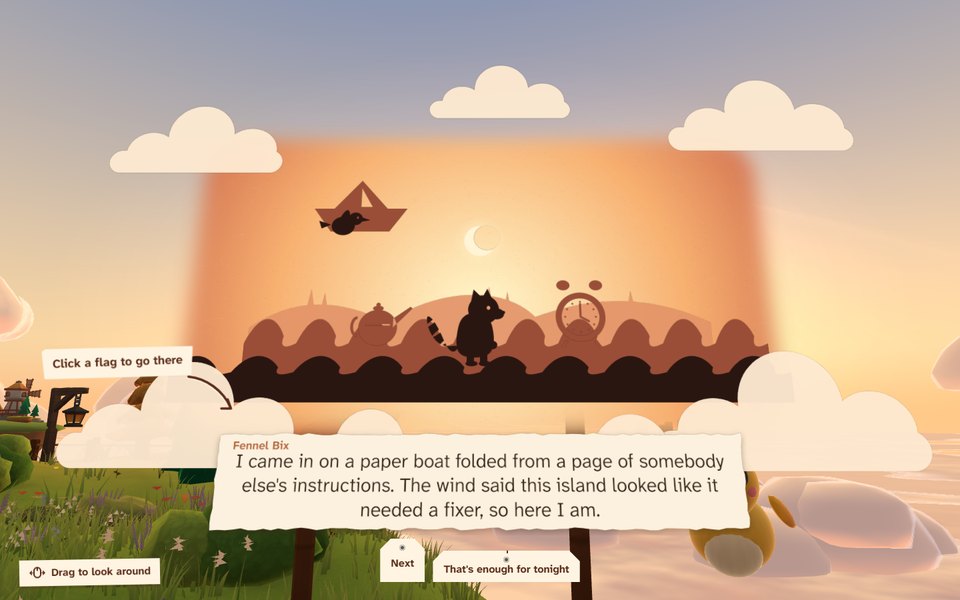 Click a flag to go there
Fennel Bix
I came in on a paper boat folded from a page of somebody
else's instructions. The wind said this island looked like it
needed a fixer, so here I am.
Next
That's enough for tonight
Drag to look around